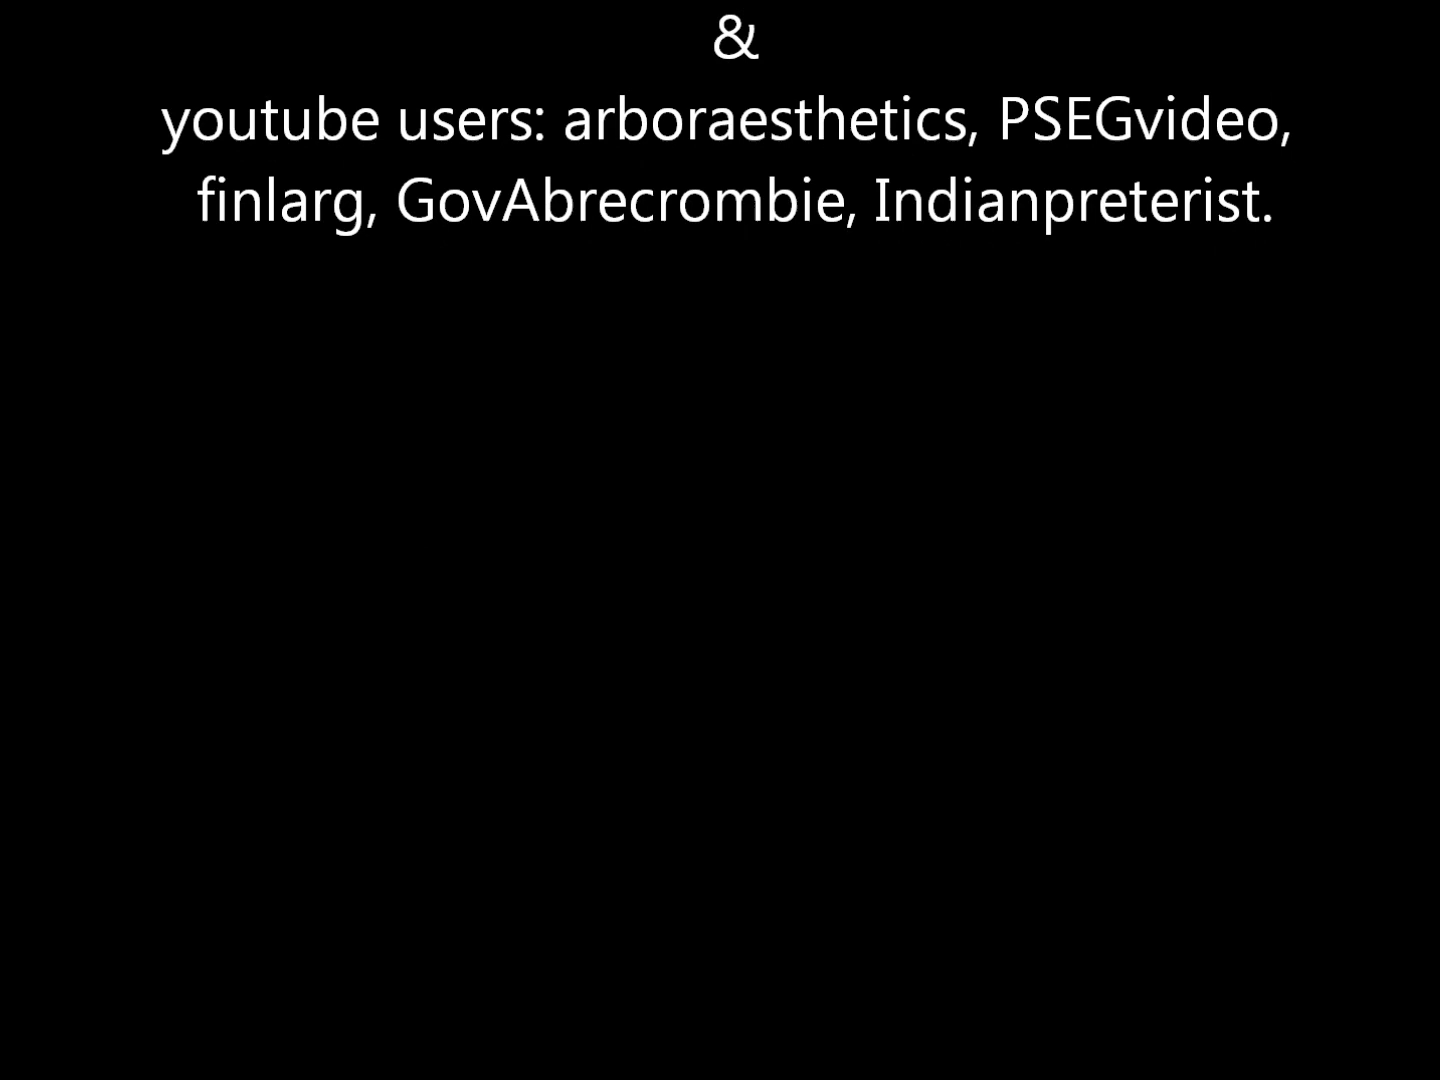 &
youtube users: arboraesthetics, PSEGvideo,
finlarg, GovAbrecrombie, Indianpreterist.